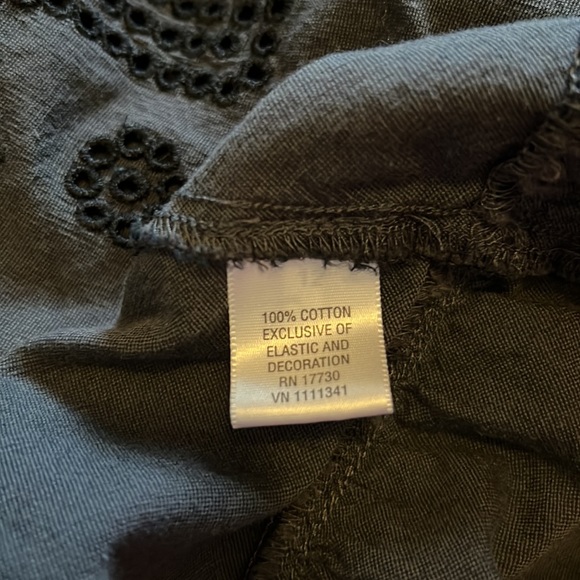 100% COTTON
EXCLUSIVE OF
ELASTIC AND
DECORATION
RN 17730
VN 1111341